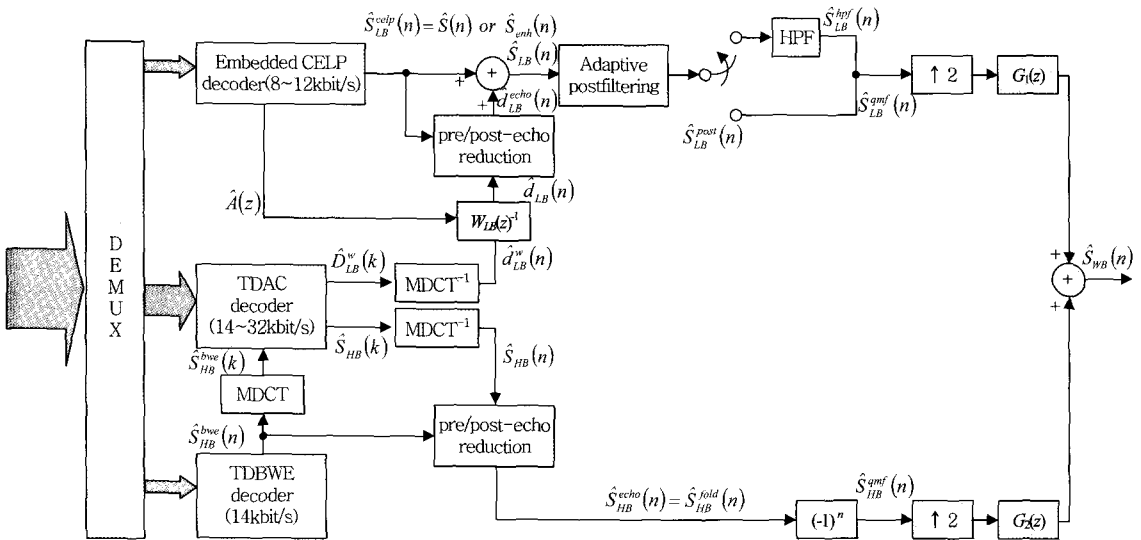 Ŝ_LB^celp(n) = Ŝ(n) or Ŝ_enh(n)
Ŝ_LB^hpf(n)
Embedded CELP
decoder(8~12kbit/s)
+
+
Ŝ_LB(n)
Adaptive
postfiltering
HPF
↑ 2
G₁(z)
+
d̂_LB^echo(n)
Ŝ_LB^qmf(n)
Ŝ_LB^post(n)
pre/post-echo
reduction
d̂_LB(n)
Â(z)
W_LB(z)^-1
d̂_LB^w(n)
D
E
M
U
X
TDAC
decoder
(14~32kbit/s)
D̂_LB^w(k)
MDCT⁻¹
Ŝ_HB(k)
MDCT⁻¹
Ŝ_HB(n)
+
+
+
Ŝ_WB(n)
Ŝ_HB^bwe(k)
MDCT
Ŝ_HB^bwe(n)
pre/post-echo
reduction
TDBWE
decoder
(14kbit/s)
Ŝ_HB^echo(n) = Ŝ_HB^fold(n)
(-1)^n
Ŝ_HB^qmf(n)
↑ 2
G₂(z)